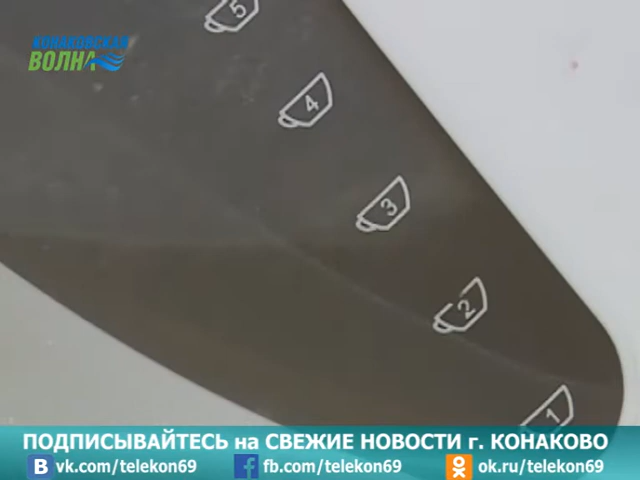 5
КОНАКОВСКАЯ
ВОЛНА
4
3
2
1
ПОДПИСЫВАЙТЕСЬ на СВЕЖИЕ НОВОСТИ г. КОНАКОВО
vk.com/telekon69 fb.com/telekon69 ok.ru/telekon69